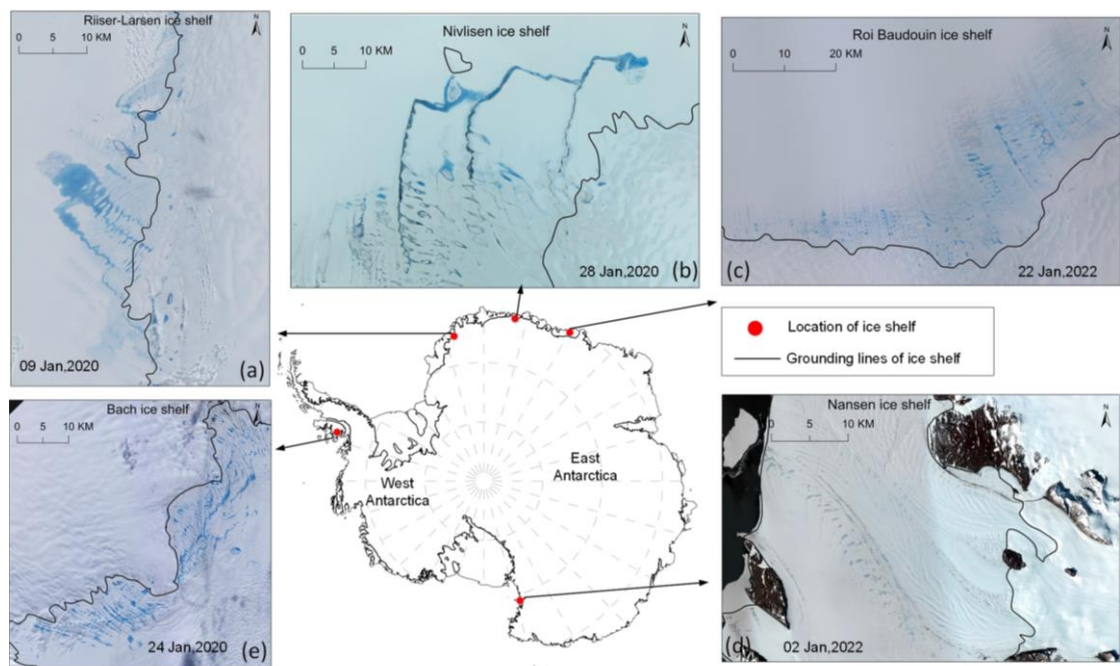 Riiser-Larsen ice shelf
N
0 5 10 KM
09 Jan,2020
(a)
Nivlisen ice shelf
N
0 5 10 KM
28 Jan,2020
(b)
Roi Baudouin ice shelf
N
0 10 20 KM
(c)
22 Jan,2022
Location of ice shelf
Grounding lines of ice shelf
West
Antarctica
East
Antarctica
Bach ice shelf
N
0 5 10 KM
24 Jan,2020
(e)
Nansen ice shelf
N
0 5 10 KM
(d)
02 Jan,2022